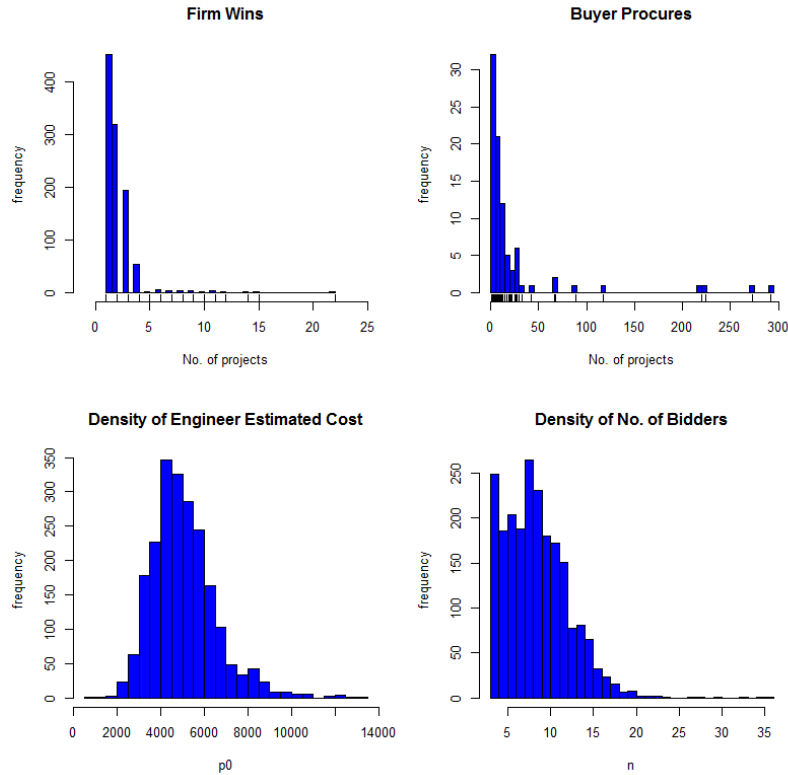 Firm Wins
frequency
0 100 200 300 400
0 5 10 15 20 25
No. of projects
Buyer Procures
frequency
0 5 10 15 20 25 30
0 50 100 150 200 250 300
No. of projects
Density of Engineer Estimated Cost
frequency
0 50 100 150 200 250 300 350
0 2000 4000 6000 8000 10000 14000
p0
Density of No. of Bidders
frequency
0 50 100 150 200 250
5 10 15 20 25 30 35
n